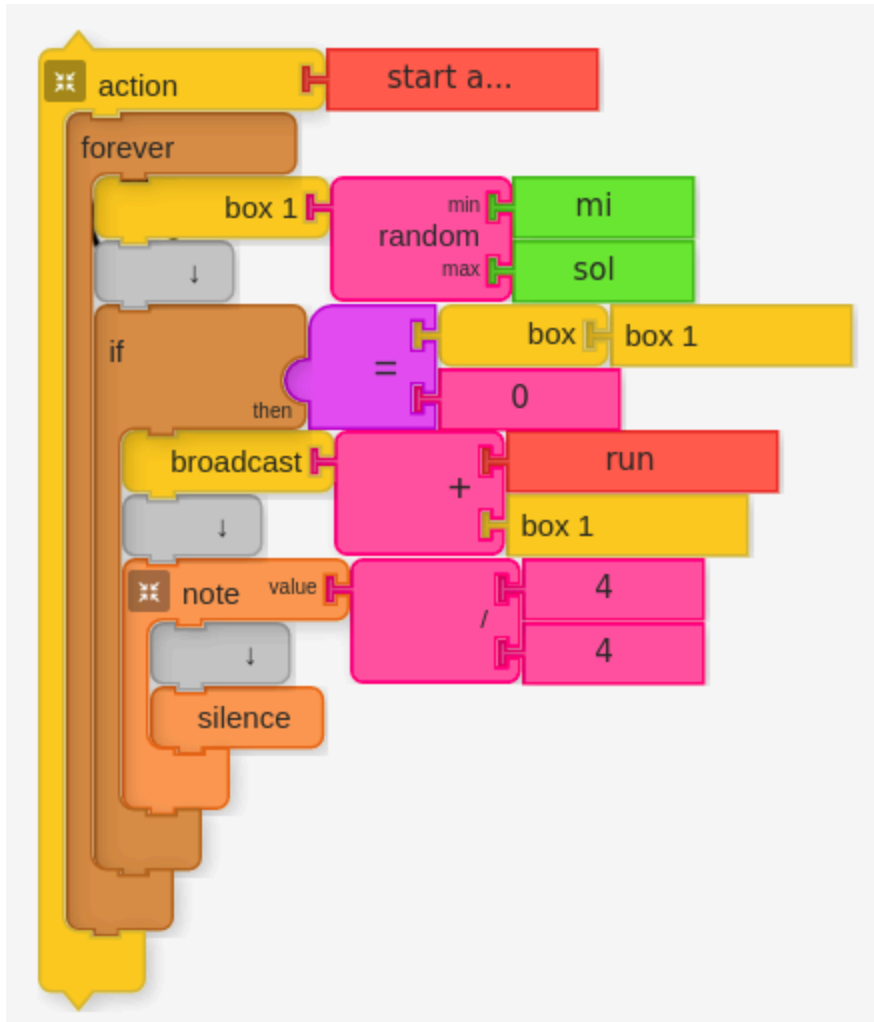 action start a...
forever
box 1 random min mi
max sol
↓
if then = box box 1
0
broadcast + run
↓ box 1
note value / 4
4
↓
silence